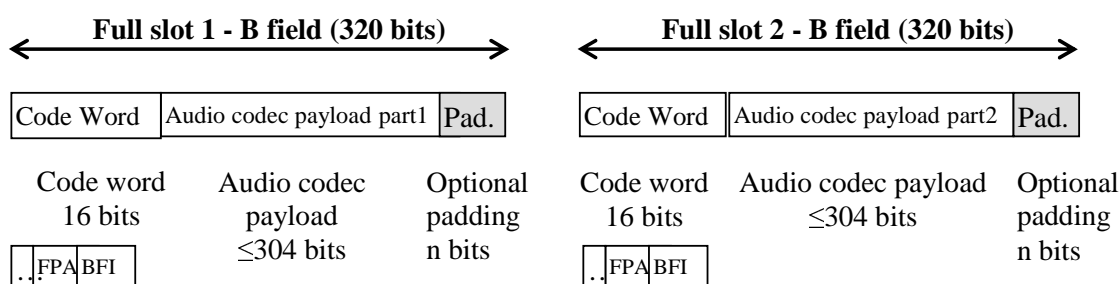 Full slot 1 - B field (320 bits)
Full slot 2 - B field (320 bits)
Code Word Audio codec payload part1 Pad.
Code Word Audio codec payload part2 Pad.
Code word
16 bits
Audio codec
payload
≤304 bits
Optional
padding
n bits
Code word
16 bits
Audio codec payload
≤304 bits
Optional
padding
n bits
… FPA BFI
.. FPA BFI